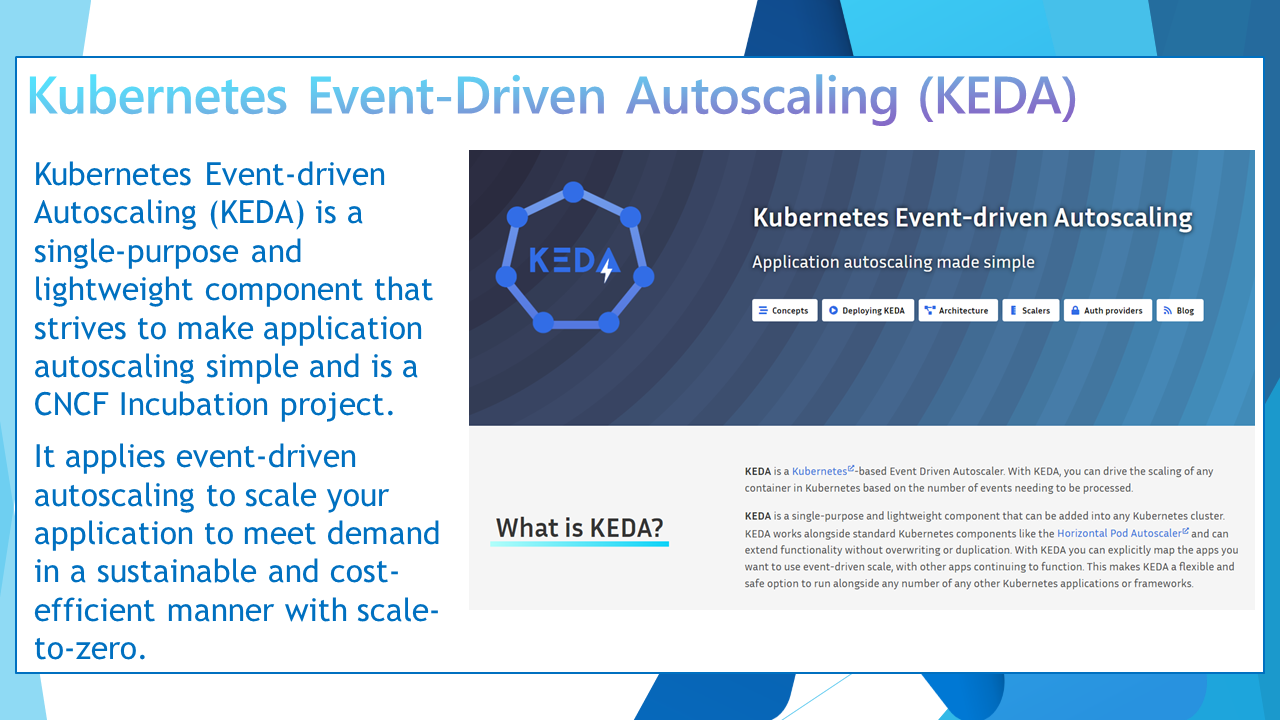 Kubernetes Event-Driven Autoscaling (KEDA)
Kubernetes Event-driven
Autoscaling (KEDA) is a
single-purpose and
lightweight component that
strives to make application
autoscaling simple and is a
CNCF Incubation project.
It applies event-driven
autoscaling to scale your
application to meet demand
in a sustainable and cost-
efficient manner with scale-
to-zero.
KEDA
Kubernetes Event-driven Autoscaling
Application autoscaling made simple
Concepts Deploying KEDA Architecture Scalers Auth providers Blog
What is KEDA?
KEDA is a Kubernetes-based Event Driven Autoscaler. With KEDA, you can drive the scaling of any
container in Kubernetes based on the number of events needing to be processed.
KEDA is a single-purpose and lightweight component that can be added into any Kubernetes cluster.
KEDA works alongside standard Kubernetes components like the Horizontal Pod Autoscaler and can
extend functionality without overwriting or duplication. With KEDA you can explicitly map the apps you
want to use event-driven scale, with other apps continuing to function. This makes KEDA a flexible and
safe option to run alongside any number of any other Kubernetes applications or frameworks.